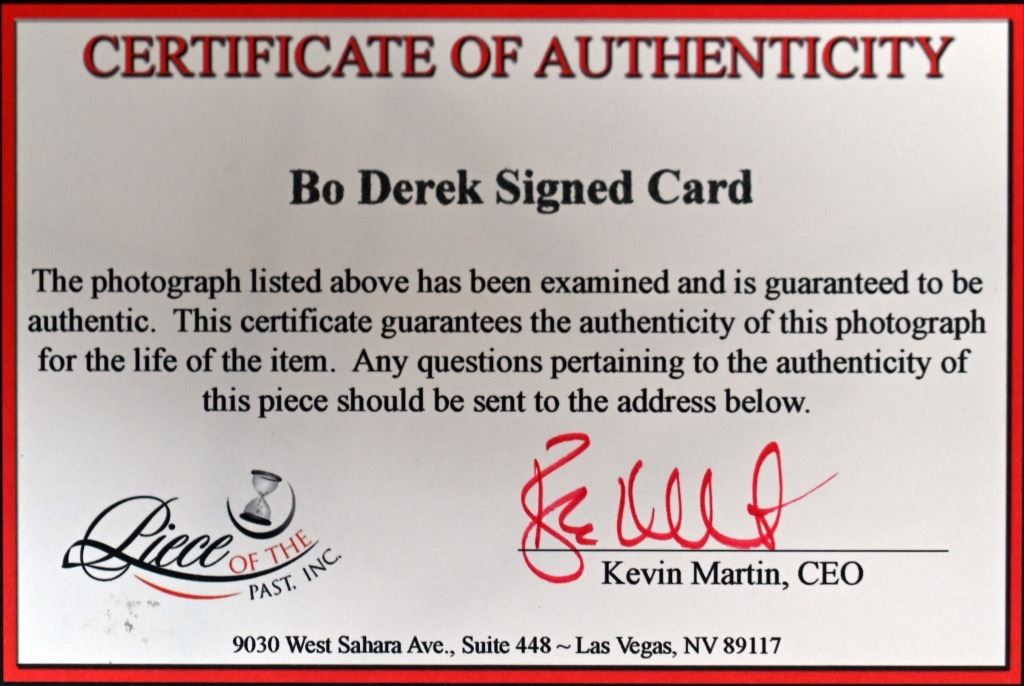 CERTIFICATE OF AUTHENTICITY
Bo Derek Signed Card
The photograph listed above has been examined and is guaranteed to be
authentic.  This certificate guarantees the authenticity of this photograph
for the life of the item.  Any questions pertaining to the authenticity of
this piece should be sent to the address below.
Piece
OF THE
PAST, INC.
Kevin Martin, CEO
9030 West Sahara Ave., Suite 448 ~ Las Vegas, NV 89117